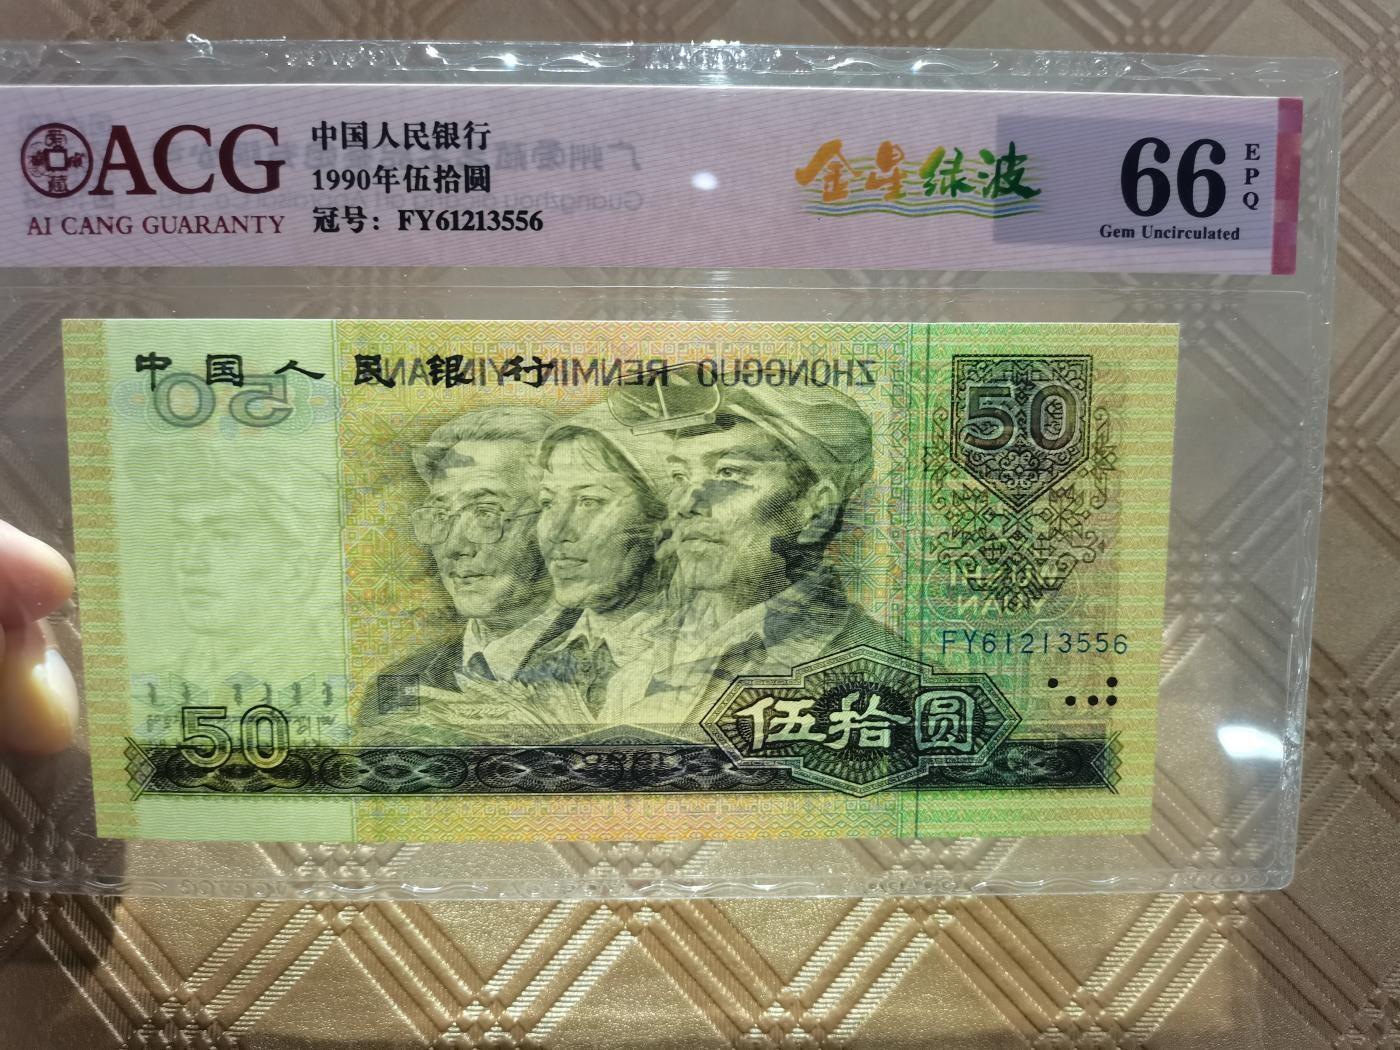 ACG
AI CANG GUARANTY
中国人民银行
1990年伍拾圆
冠号：FY61213556
金星绿波
66
EPQ
Gem Uncirculated
中国人民银行
ZHONGGUO RENMIN YINHANG
50
50
FY61213556
伍拾圆
50